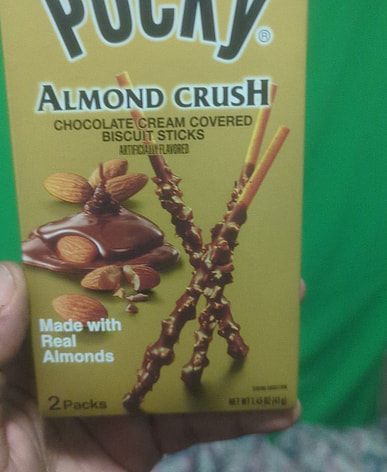 Pocky®
ALMOND CRUSH
CHOCOLATE CREAM COVERED
BISCUIT STICKS
ARTIFICIALLY FLAVORED
Made with
Real
Almonds
2 Packs